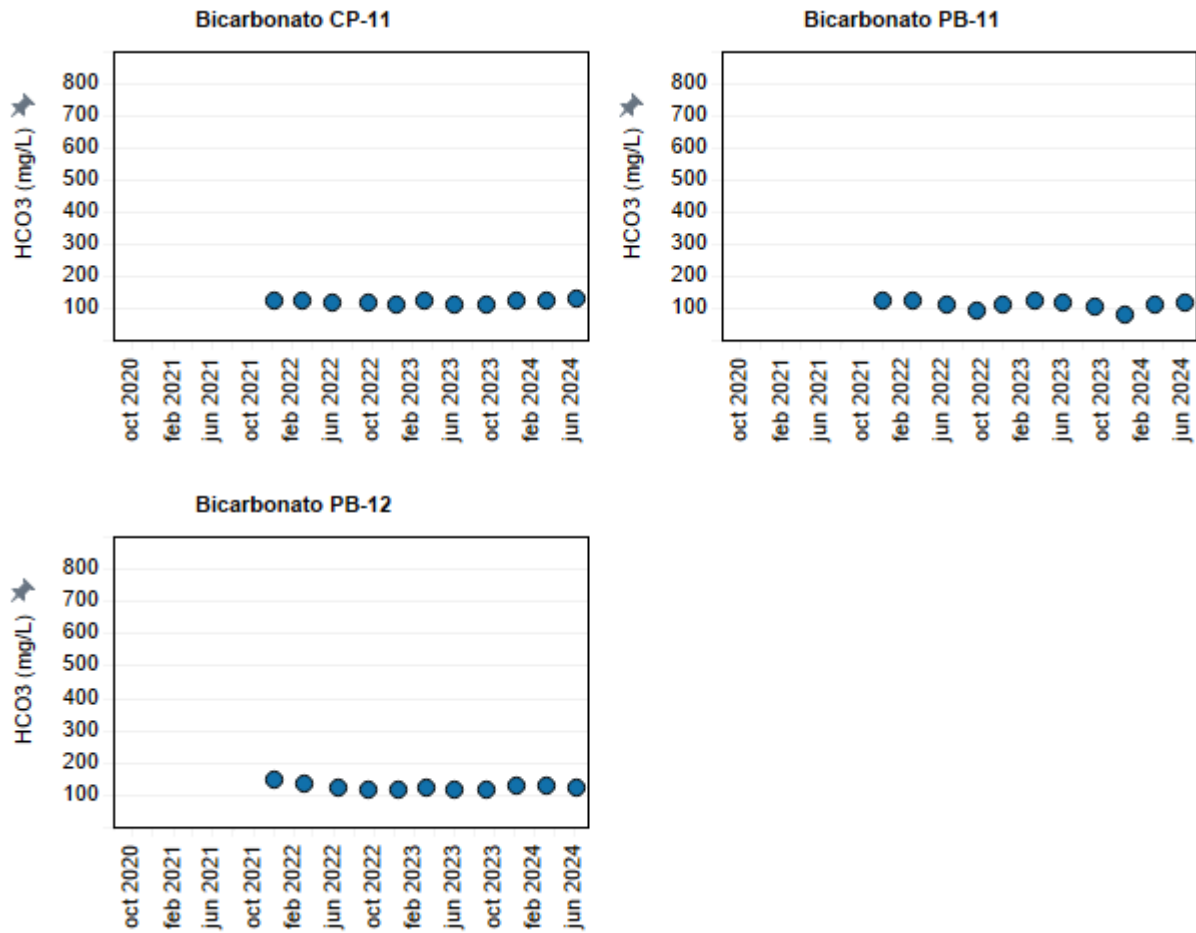 Bicarbonato CP-11
HCO3 (mg/L)
800
700
600
500
400
300
200
100
oct 2020
feb 2021
jun 2021
oct 2021
feb 2022
jun 2022
oct 2022
feb 2023
jun 2023
oct 2023
feb 2024
jun 2024
Bicarbonato PB-11
HCO3 (mg/L)
800
700
600
500
400
300
200
100
oct 2020
feb 2021
jun 2021
oct 2021
feb 2022
jun 2022
oct 2022
feb 2023
jun 2023
oct 2023
feb 2024
jun 2024
Bicarbonato PB-12
HCO3 (mg/L)
800
700
600
500
400
300
200
100
oct 2020
feb 2021
jun 2021
oct 2021
feb 2022
jun 2022
oct 2022
feb 2023
jun 2023
oct 2023
feb 2024
jun 2024